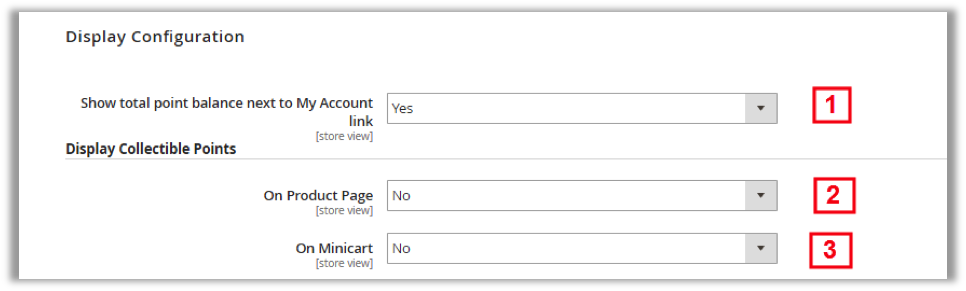 Display Configuration
Show total point balance next to My Account
link
[store view]
Yes
1
Display Collectible Points
On Product Page
[store view]
No
2
On Minicart
[store view]
No
3